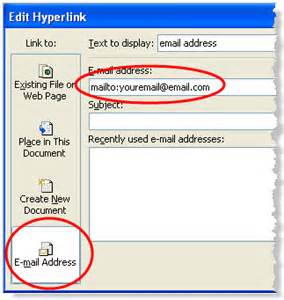 Edit Hyperlink
Link to:
Text to display: email address
E-mail address:
mailto:youremail@email.com
Subject:
Recently used e-mail addresses:
Existing File or
Web Page
Place in This
Document
Create New
Document
E-mail Address